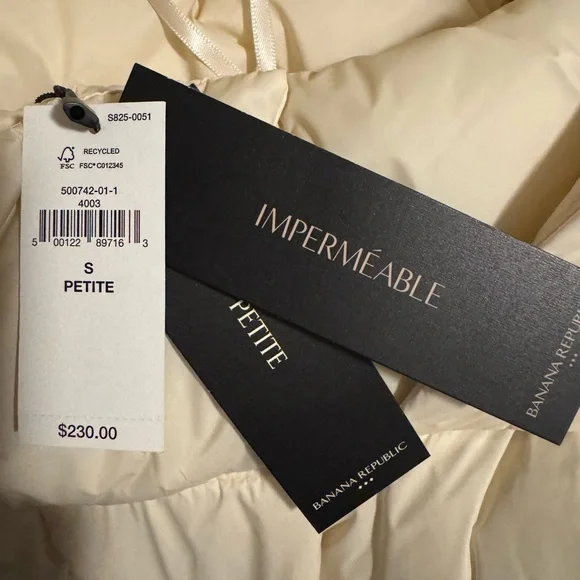 S825-0051
RECYCLED
FSC
FSC® C012345
500742-01-1
4003
5 00122 89716 3
S
PETITE
$230.00
IMPERMÉABLE
BANANA REPUBLIC
PETITE
BANANA REPUBLIC